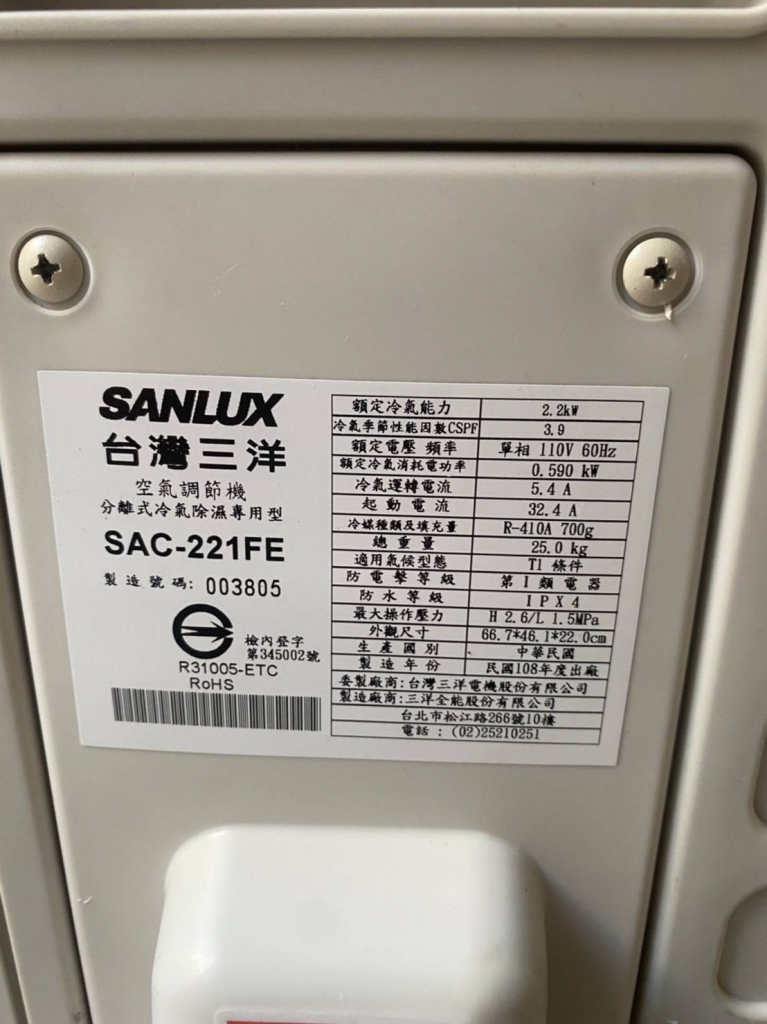 SANLUX
台灣三洋
空氣調節機
分離式冷氣除濕專用型
SAC-221FE
製造號碼: 003805
檢內登字
第345002號
R31005-ETC
RoHS
額定冷氣能力 2.2kW
冷氣季節性能因數CSPF 3.9
額定電壓 頻率 單相 110V 60Hz
額定冷氣消耗電功率 0.590 kW
冷氣運轉電流 5.4 A
起動電流 32.4 A
冷媒種類及填充量 R-410A 700g
總重量 25.0 kg
適用氣候型態 T1 條件
防電擊等級 第 I 類電器
防水等級 IPX4
最大操作壓力 H 2.6/L 1.5MPa
外觀尺寸 66.7*46.1*22.0cm
生產國別 中華民國
製造年份 民國108年度出廠
委製廠商:台灣三洋電機股份有限公司
製造廠商:三洋全能股份有限公司
台北市松江路266號10樓
電話:(02)25210251